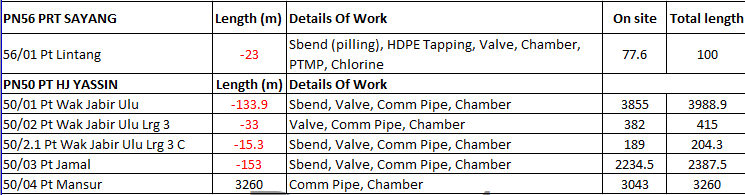 PN56 PRT SAYANG Length (m) Details Of Work On site Total length
56/01 Pt Lintang -23 Sbend (pilling), HDPE Tapping, Valve, Chamber, PTMP, Chlorine 77.6 100
PN50 PT HJ YASSIN Length (m) Details Of Work
50/01 Pt Wak Jabir Ulu -133.9 Sbend, Valve, Comm Pipe, Chamber 3855 3988.9
50/02 Pt Wak Jabir Ulu Lrg 3 -33 Valve, Comm Pipe, Chamber 382 415
50/2.1 Pt Wak Jabir Ulu Lrg 3 C -15.3 Sbend, Valve, Comm Pipe, Chamber 189 204.3
50/03 Pt Jamal -153 Sbend, Valve, Comm Pipe, Chamber 2234.5 2387.5
50/04 Pt Mansur 3260 Comm Pipe, Chamber 3043 3260